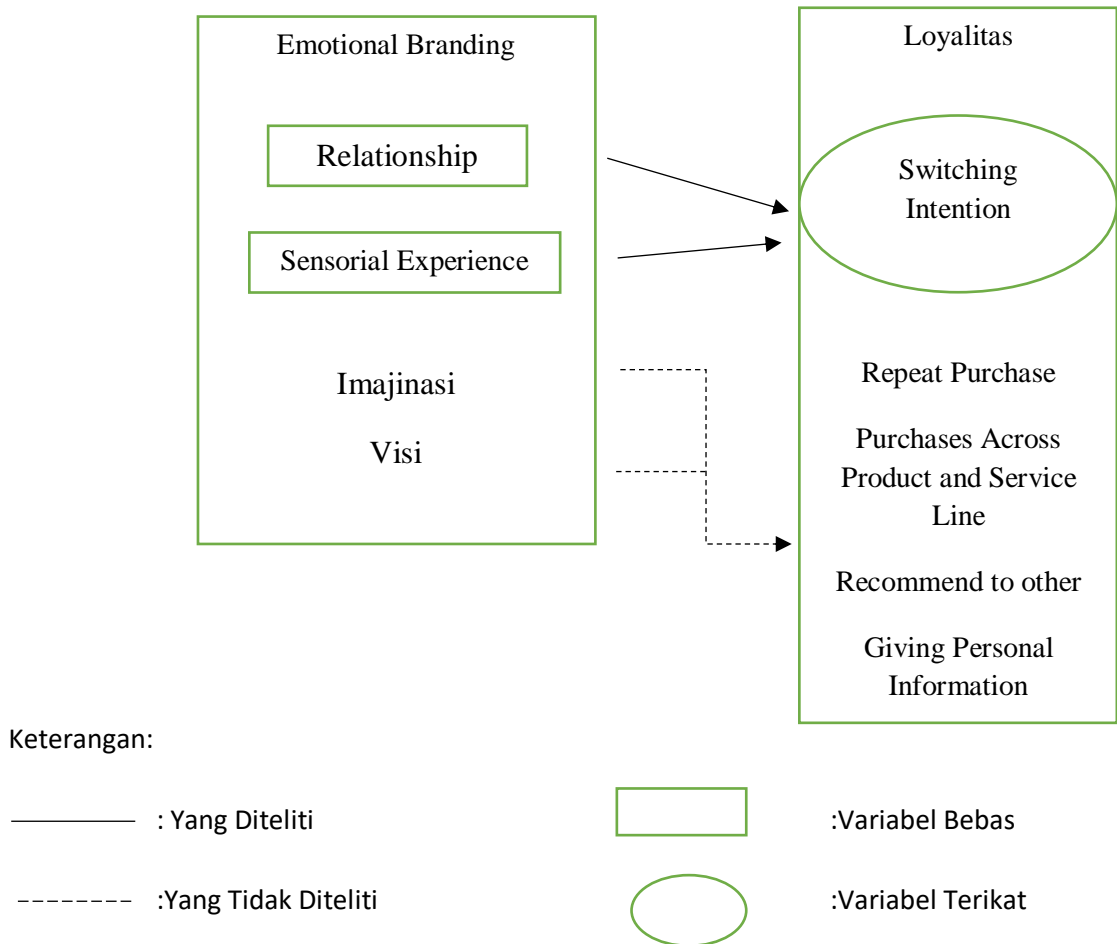 Emotional Branding
Relationship
Sensorial Experience
Imajinasi
Visi
Loyalitas
Switching
Intention
Repeat Purchase
Purchases Across
Product and Service
Line
Recommend to other
Giving Personal
Information
Keterangan:
: Yang Diteliti
:Variabel Bebas
:Yang Tidak Diteliti
:Variabel Terikat